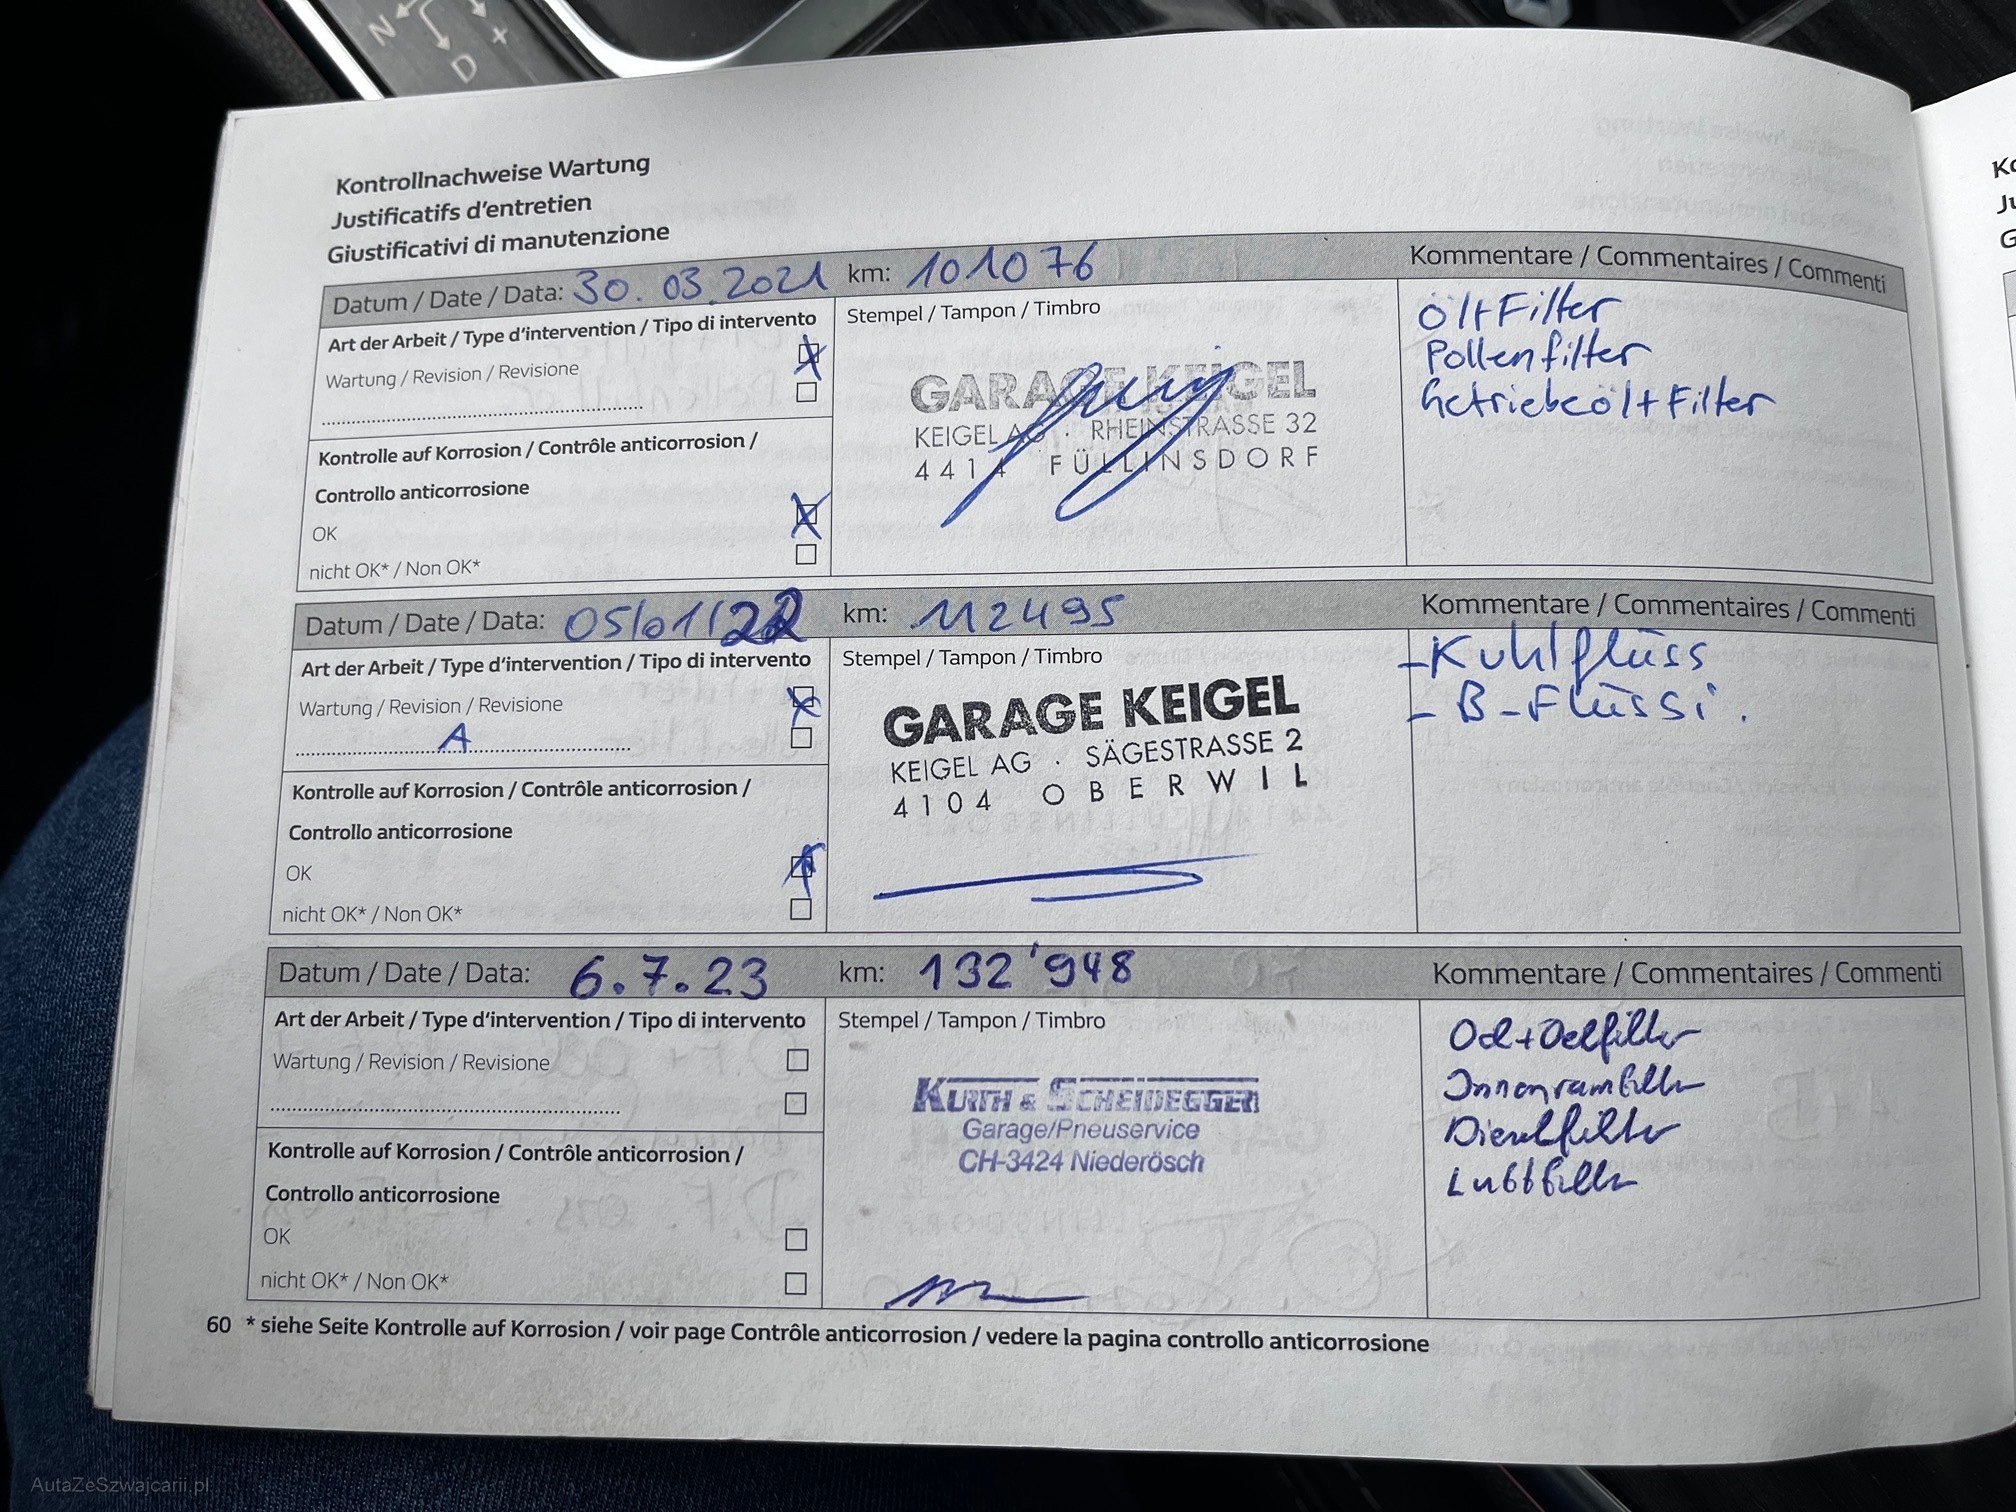 N
D
+
Kontrollnachweise Wartung
Justificatifs d'entretien
Giustificativi di manutenzione
Datum / Date / Data: 30.03.2021 km: 101076 Kommentare / Commentaires / Commenti
Art der Arbeit / Type d'intervention / Tipo di intervento
Wartung / Revision / Revisione
Kontrolle auf Korrosion / Contrôle anticorrosion /
Controllo anticorrosione
OK
nicht OK* / Non OK*
Stempel / Tampon / Timbro
GARAGE KEIGEL
KEIGEL AG · RHEINSTRASSE 32
4414 FÜLLINSDORF
Öl+Filter
Pollenfilter
Getriebeöl+Filter
Datum / Date / Data: 05/01/22 km: 112495 Kommentare / Commentaires / Commenti
Art der Arbeit / Type d'intervention / Tipo di intervento
Wartung / Revision / Revisione
A
Kontrolle auf Korrosion / Contrôle anticorrosion /
Controllo anticorrosione
OK
nicht OK* / Non OK*
Stempel / Tampon / Timbro
GARAGE KEIGEL
KEIGEL AG · SÄGESTRASSE 2
4104 OBERWIL
- Kuhlflüss
- B-Flüssi.
Datum / Date / Data: 6.7.23 km: 132'948 Kommentare / Commentaires / Commenti
Art der Arbeit / Type d'intervention / Tipo di intervento
Wartung / Revision / Revisione
Kontrolle auf Korrosion / Contrôle anticorrosion /
Controllo anticorrosione
OK
nicht OK* / Non OK*
Stempel / Tampon / Timbro
KURTH & SCHEIDEGGER
Garage/Pneuservice
CH-3424 Niederösch
Oel+Oelfilter
Innenraumfilter
Dieselfilter
Luftfilter
60 * siehe Seite Kontrolle auf Korrosion / voir page Contrôle anticorrosion / vedere la pagina controllo anticorrosione
Ko
Ju
G
AutaZeSzwajcarii.pl